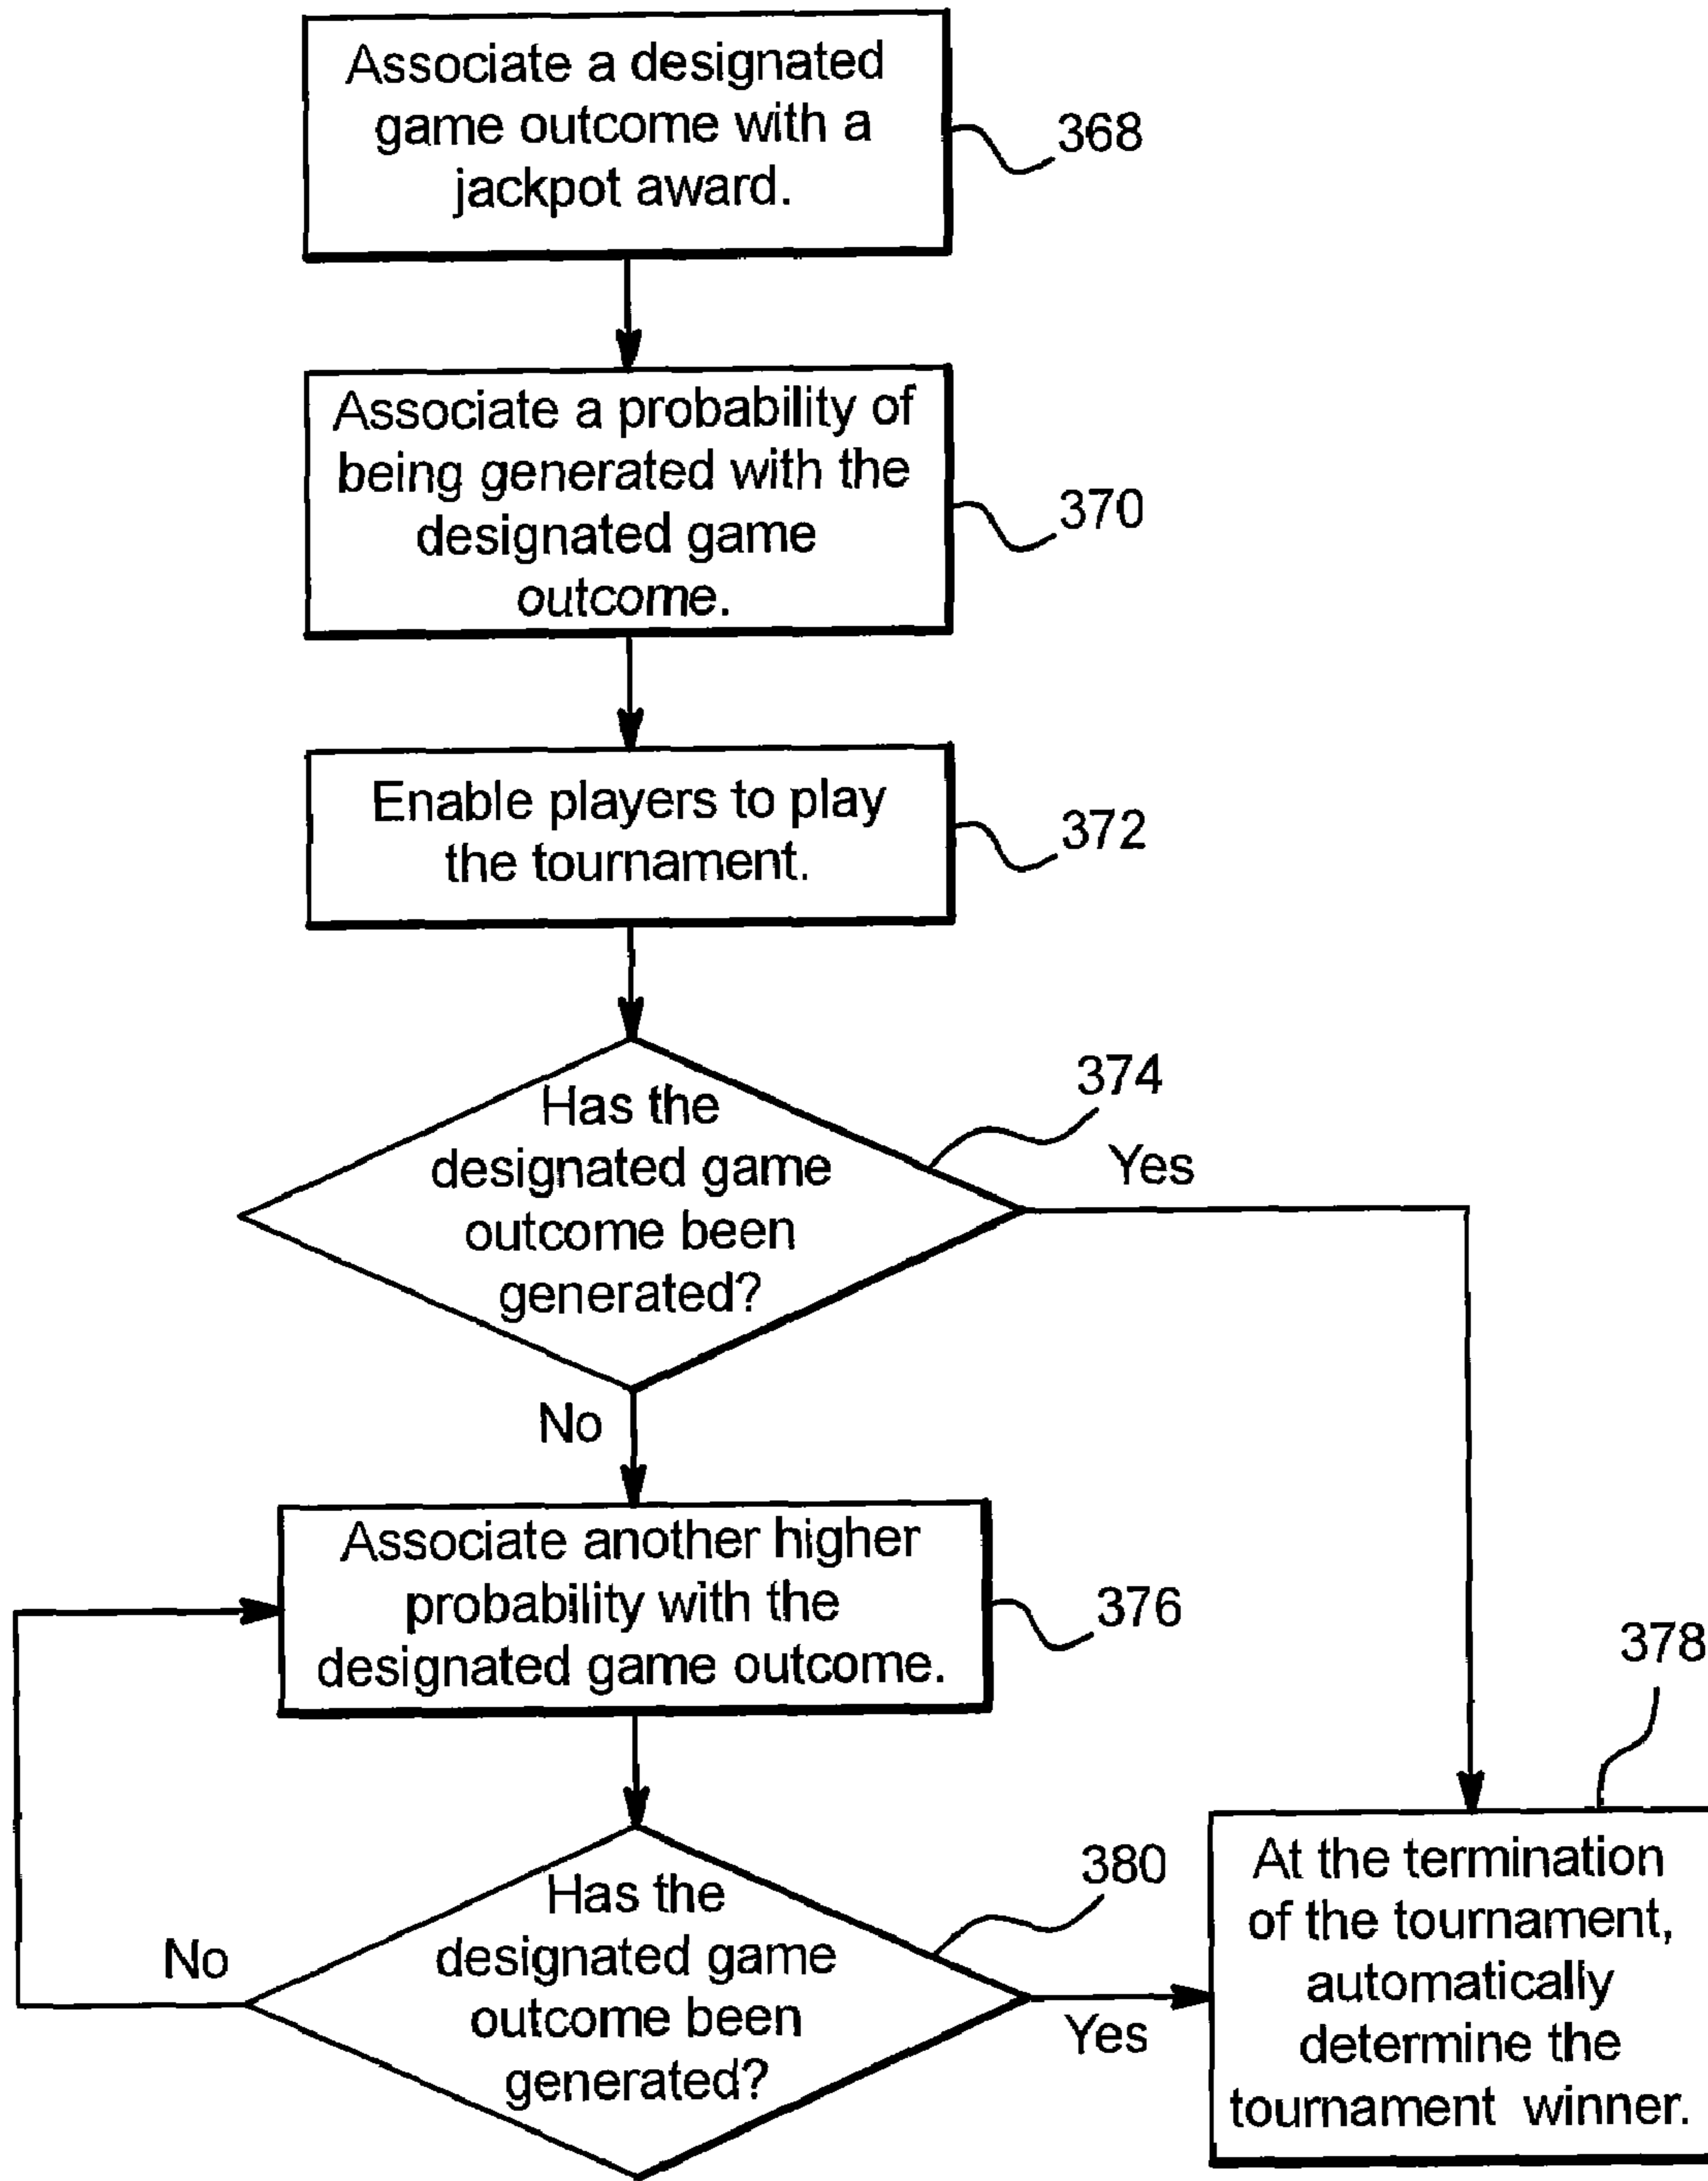 Associate a designated
game outcome with a
jackpot award.
368
Associate a probability of
being generated with the
designated game
outcome.
370
Enable players to play
the tournament.
372
Has the
designated game
outcome been
generated?
374
Yes
No
Associate another higher
probability with the
designated game outcome.
376
378
Has the
designated game
outcome been
generated?
380
No
Yes
At the termination
of the tournament,
automatically
determine the
tournament winner.